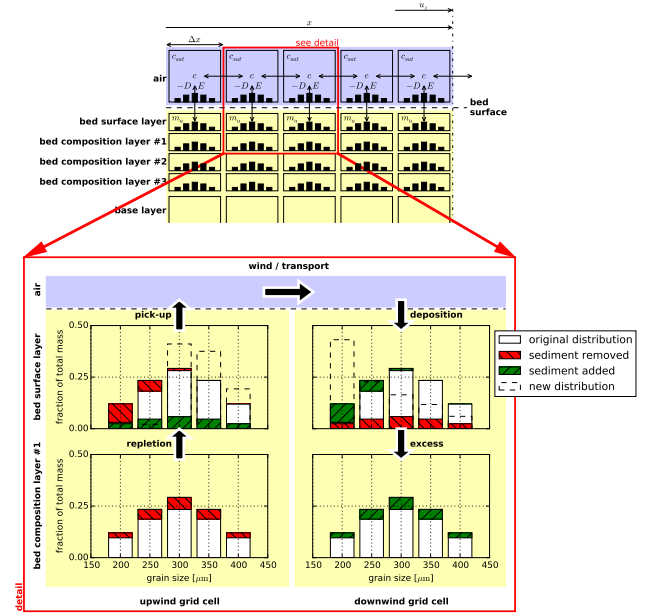 u_z
x
Δx
see detail
c_sat c_sat c_sat c_sat c_sat
air
c c c c c
−D E −D E −D E −D E −D E
bed
surface
bed surface layer
m_a m_a m_a m_a m_a
bed composition layer #1
bed composition layer #2
bed composition layer #3
base layer
wind / transport
air
pick-up
deposition
bed surface layer
fraction of total mass
0.50
0.25
0.00
original distribution
sediment removed
sediment added
new distribution
repletion
excess
bed composition layer #1
fraction of total mass
0.50
0.25
0.00
150 200 250 300 350 400 450
150 200 250 300 350 400 450
grain size [μm]
grain size [μm]
upwind grid cell
downwind grid cell
detail